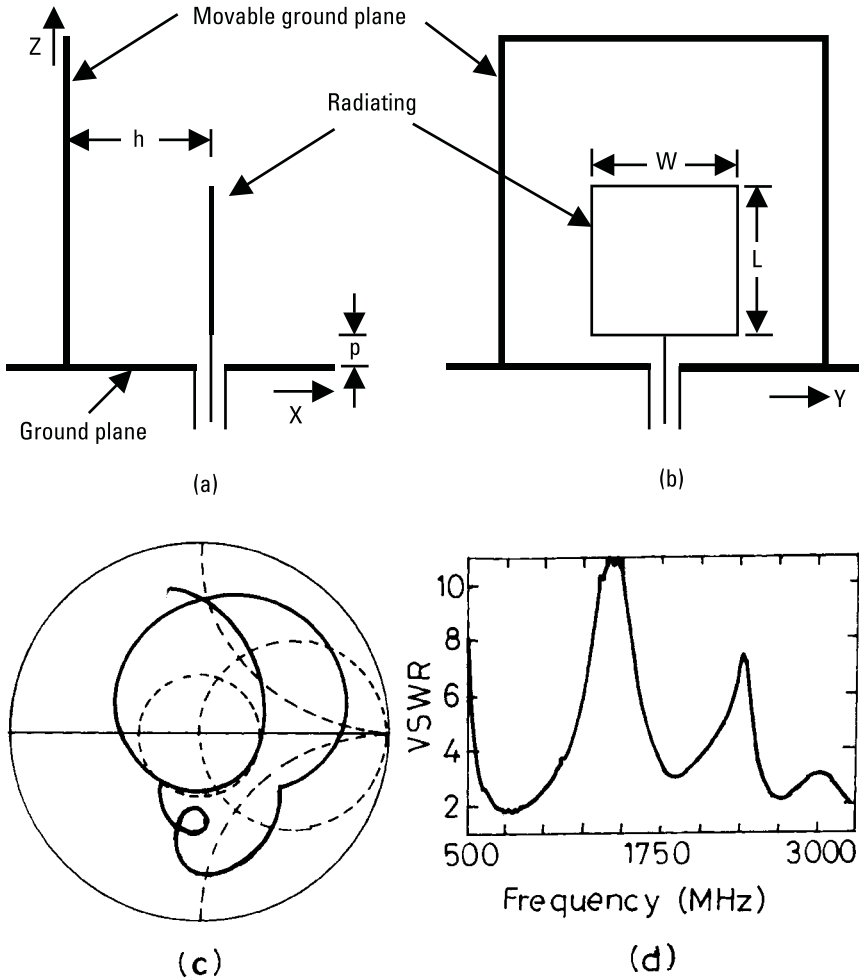 Movable ground plane
Z
Radiating
h
W
L
p
p
X
Y
Ground plane
(a)
(b)
10
8
6
4
2
VSWR
500
1750
3000
Frequency (MHz)
(c)
(d)